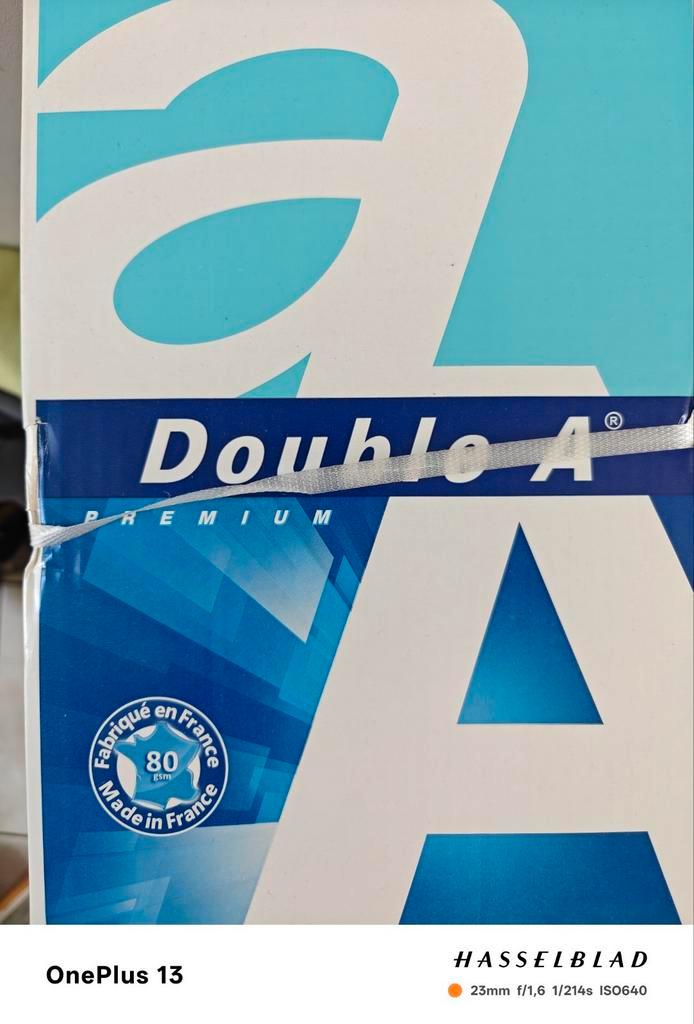 aA
Double A®
PREMIUM
Fabriqué en France
80
gsm
Made in France
OnePlus 13
HASSELBLAD
23mm f/1,6 1/214s ISO640